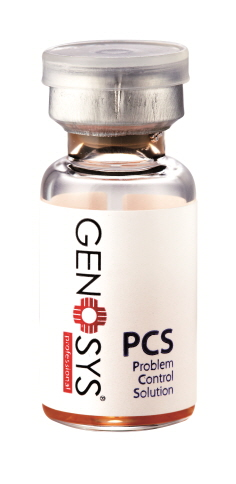 GENOSYS®
professional
PCS
Problem
Control
Solution